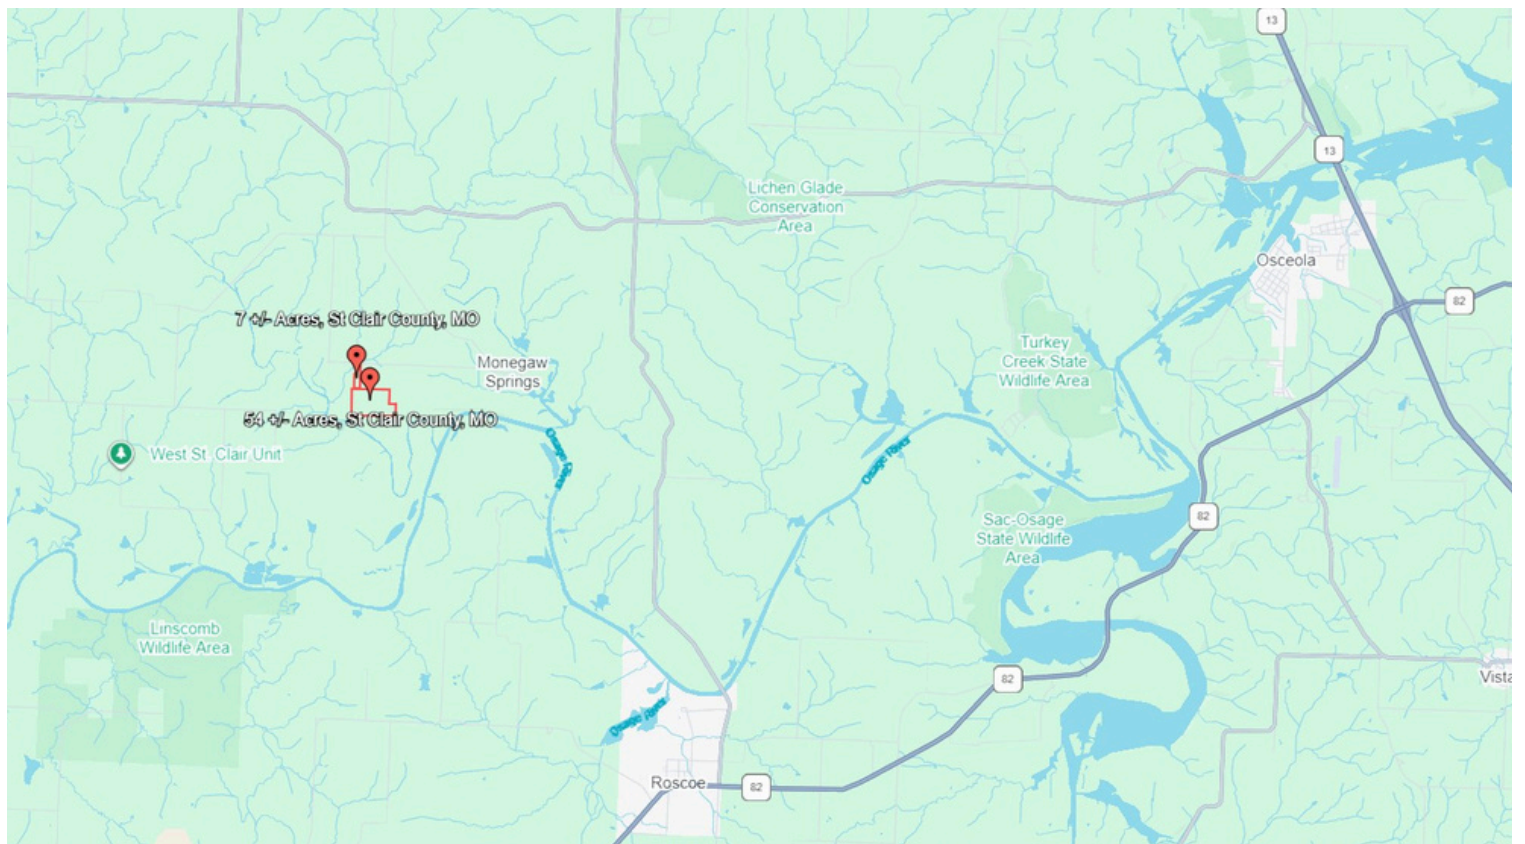 13
13
Lichen Glade
Conservation
Area
Osceola
82
7 +/- Acres, St Clair County, MO
Monegaw
Springs
Turkey
Creek State
Wildlife Area
54 +/- Acres, St Clair County, MO
West St. Clair Unit
Osage River
Osage River
Sac-Osage
State Wildlife
Area
82
Linscomb
Wildlife Area
82
Vista
Osage River
Roscoe
82